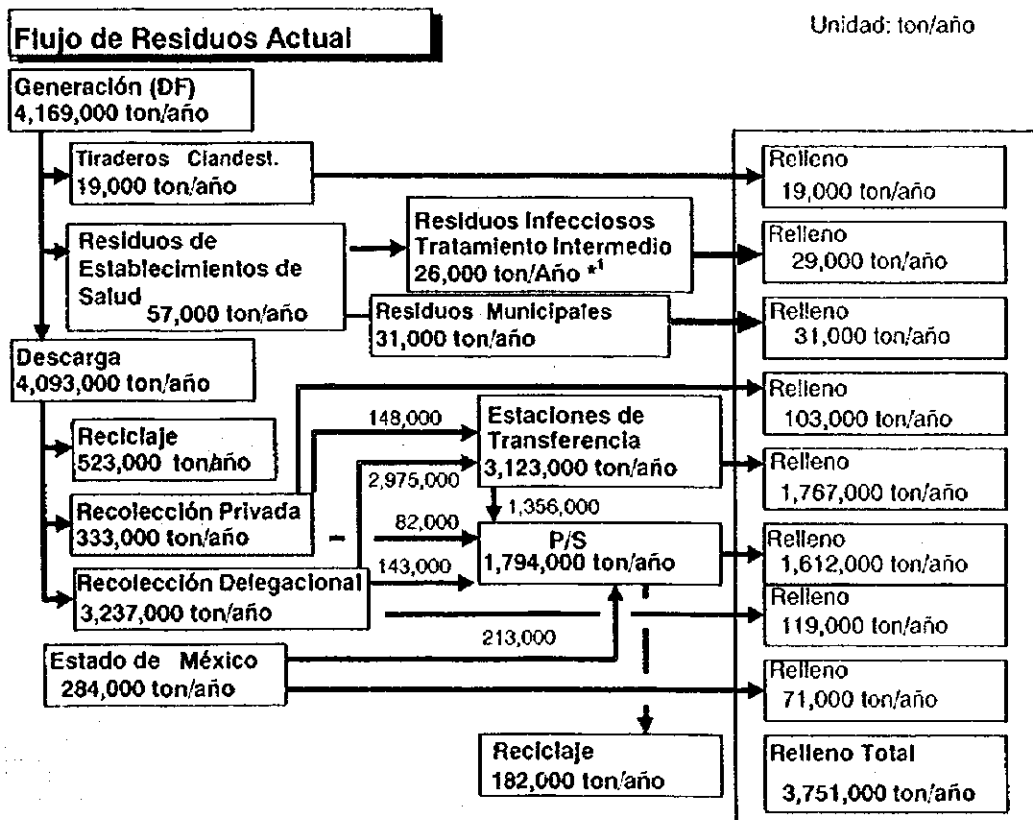 Flujo de Residuos Actual
Unidad: ton/año
Generación (DF)
4,169,000 ton/año
Tiraderos Clandest.
19,000 ton/año
Relleno
19,000 ton/año
Residuos de
Establecimientos de
Salud
57,000 ton/año
Residuos Infecciosos
Tratamiento Intermedio
26,000 ton/Año *1
Relleno
29,000 ton/año
Residuos Municipales
31,000 ton/año
Relleno
31,000 ton/año
Descarga
4,093,000 ton/año
Relleno
103,000 ton/año
Reciclaje
523,000 ton/año
148,000
Estaciones de
Transferencia
3,123,000 ton/año
2,975,000
Relleno
1,767,000 ton/año
Recolección Privada
333,000 ton/año
82,000
1,356,000
P/S
1,794,000 ton/año
Relleno
1,612,000 ton/año
Recolección Delegacional
3,237,000 ton/año
143,000
Relleno
119,000 ton/año
213,000
Estado de México
284,000 ton/año
Relleno
71,000 ton/año
Reciclaje
182,000 ton/año
Relleno Total
3,751,000 ton/año